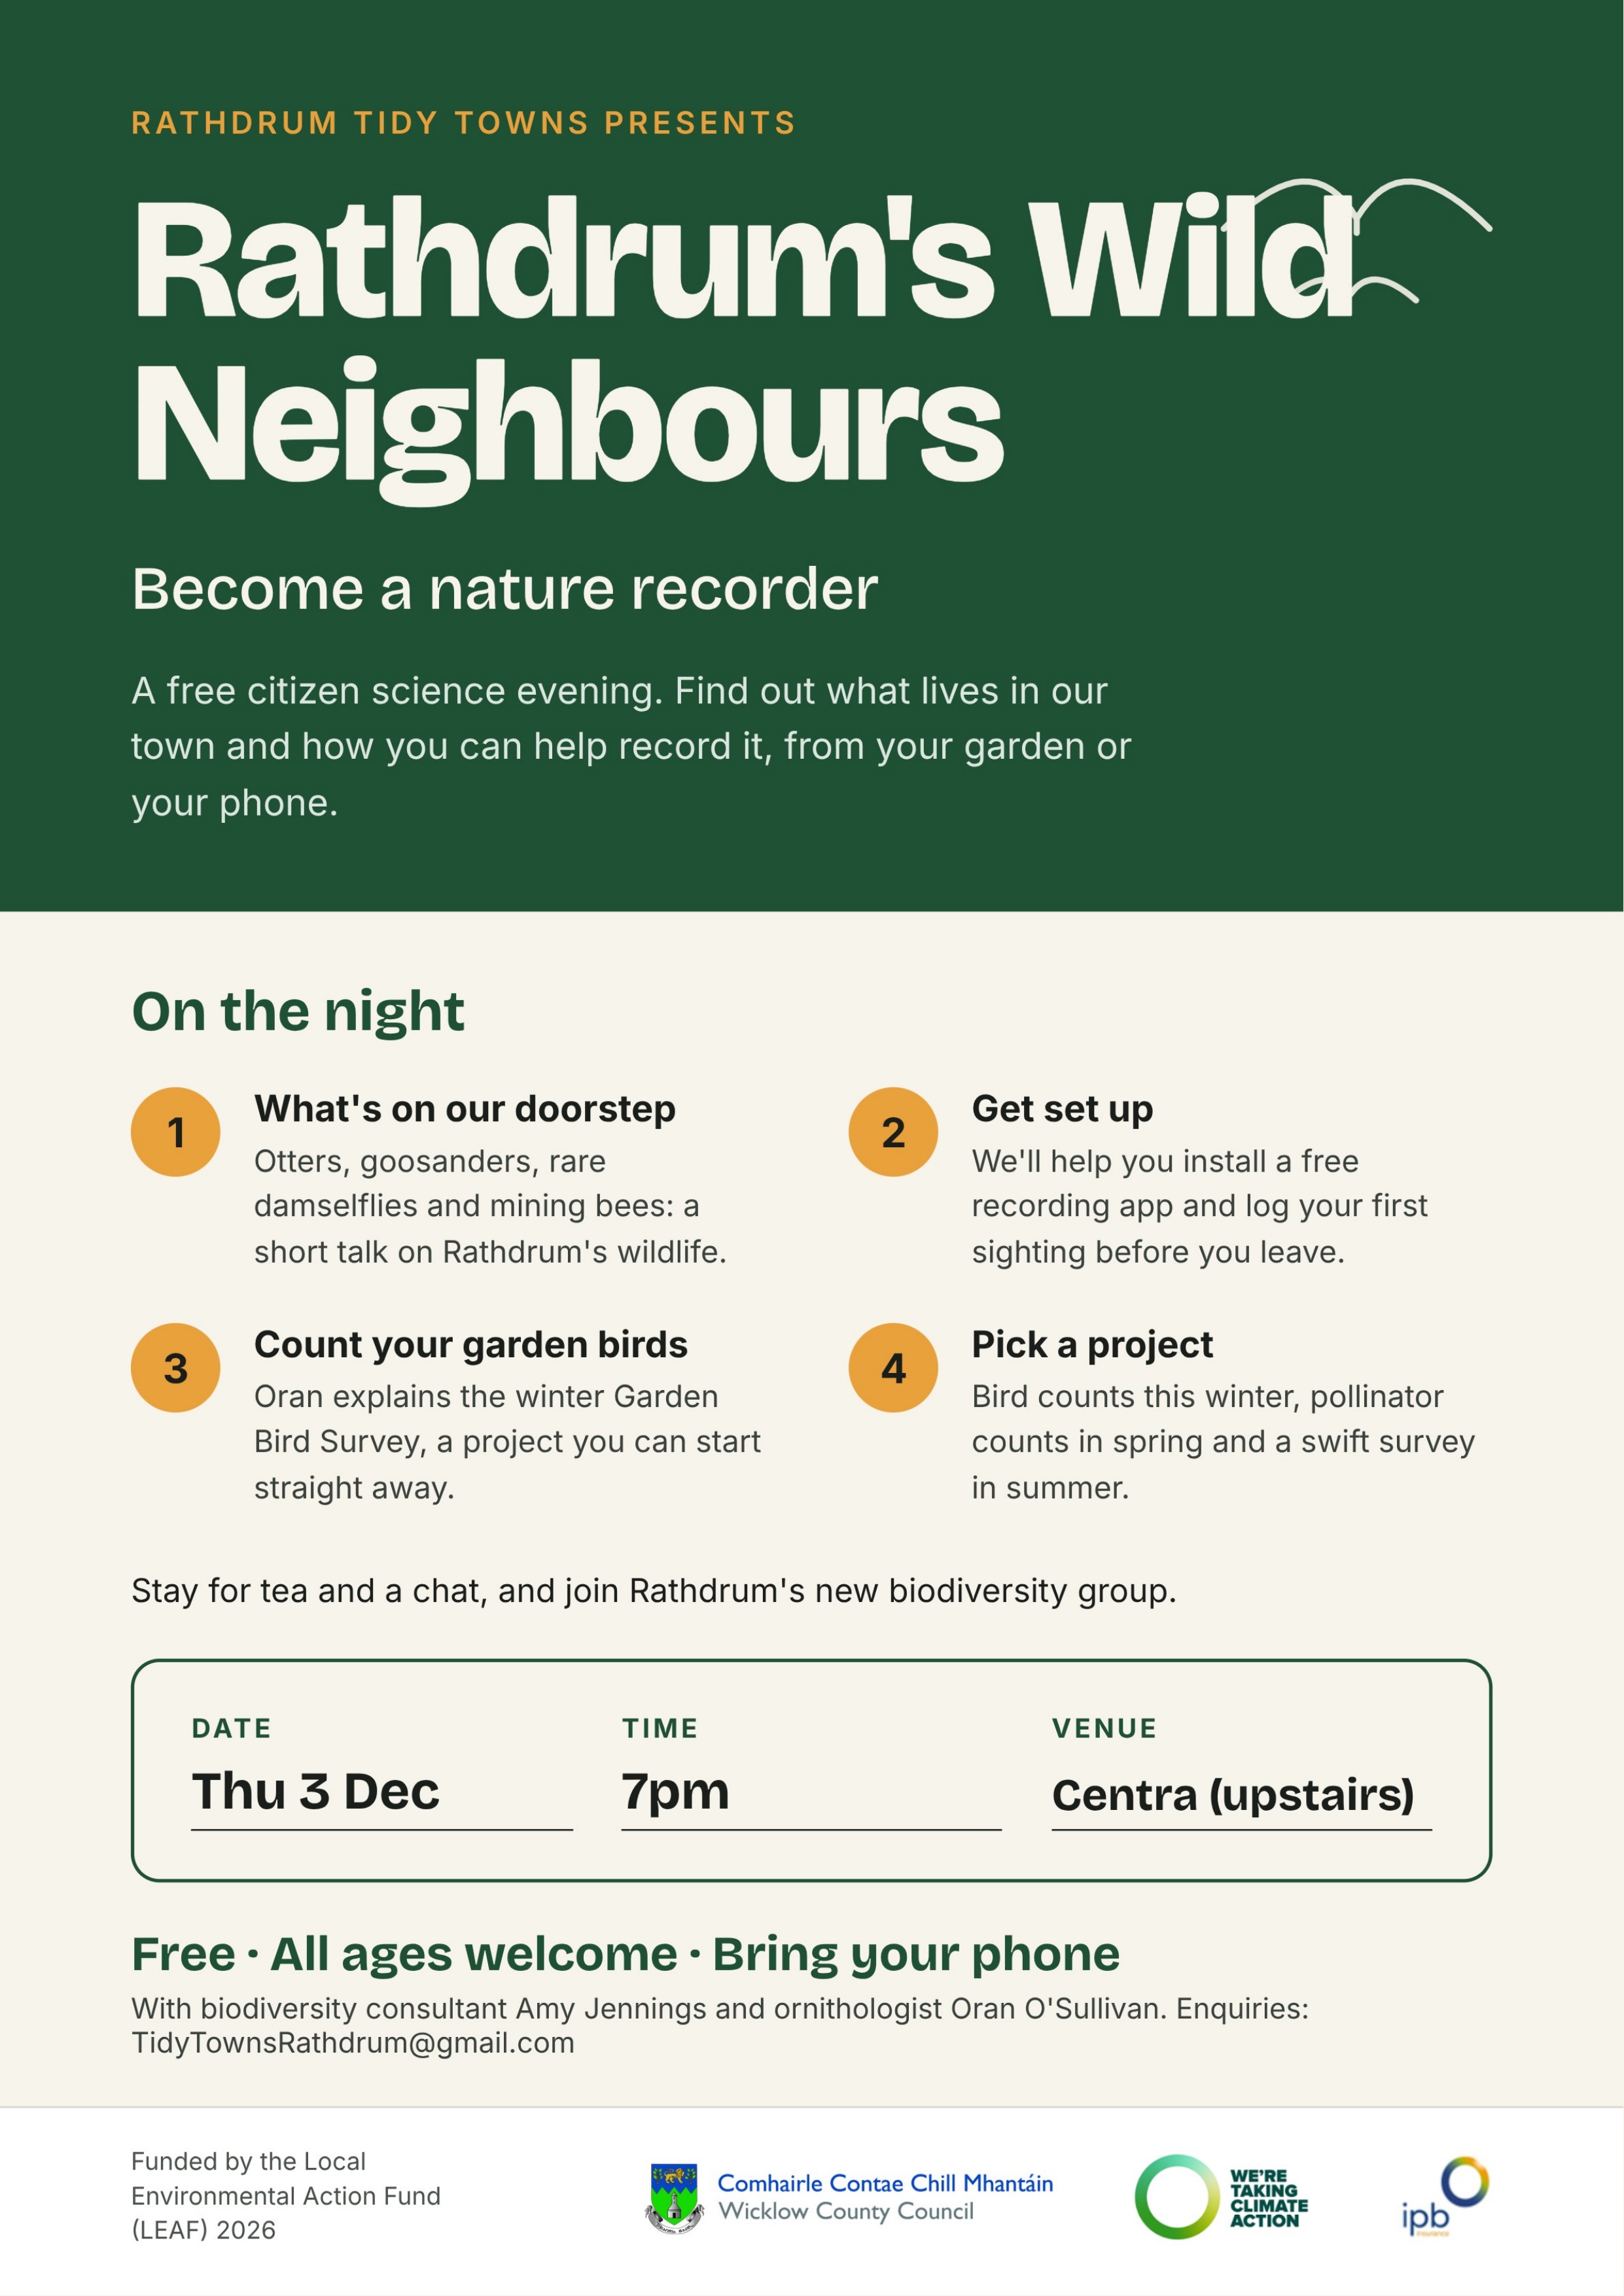 RATHDRUM TIDY TOWNS PRESENTS
Rathdrum's Wild
Neighbours
Become a nature recorder
A free citizen science evening. Find out what lives in our
town and how you can help record it, from your garden or
your phone.
On the night
1
What's on our doorstep
Otters, goosanders, rare
damselflies and mining bees: a
short talk on Rathdrum's wildlife.
2
Get set up
We'll help you install a free
recording app and log your first
sighting before you leave.
3
Count your garden birds
Oran explains the winter Garden
Bird Survey, a project you can start
straight away.
4
Pick a project
Bird counts this winter, pollinator
counts in spring and a swift survey
in summer.
Stay for tea and a chat, and join Rathdrum's new biodiversity group.
DATE
Thu 3 Dec
TIME
7pm
VENUE
Centra (upstairs)
Free · All ages welcome · Bring your phone
With biodiversity consultant Amy Jennings and ornithologist Oran O'Sullivan. Enquiries:
TidyTownsRathdrum@gmail.com
Funded by the Local
Environmental Action Fund
(LEAF) 2026
Comhairle Contae Chill Mhantáin
Wicklow County Council
WE'RE
TAKING
CLIMATE
ACTION
ipb
insurance